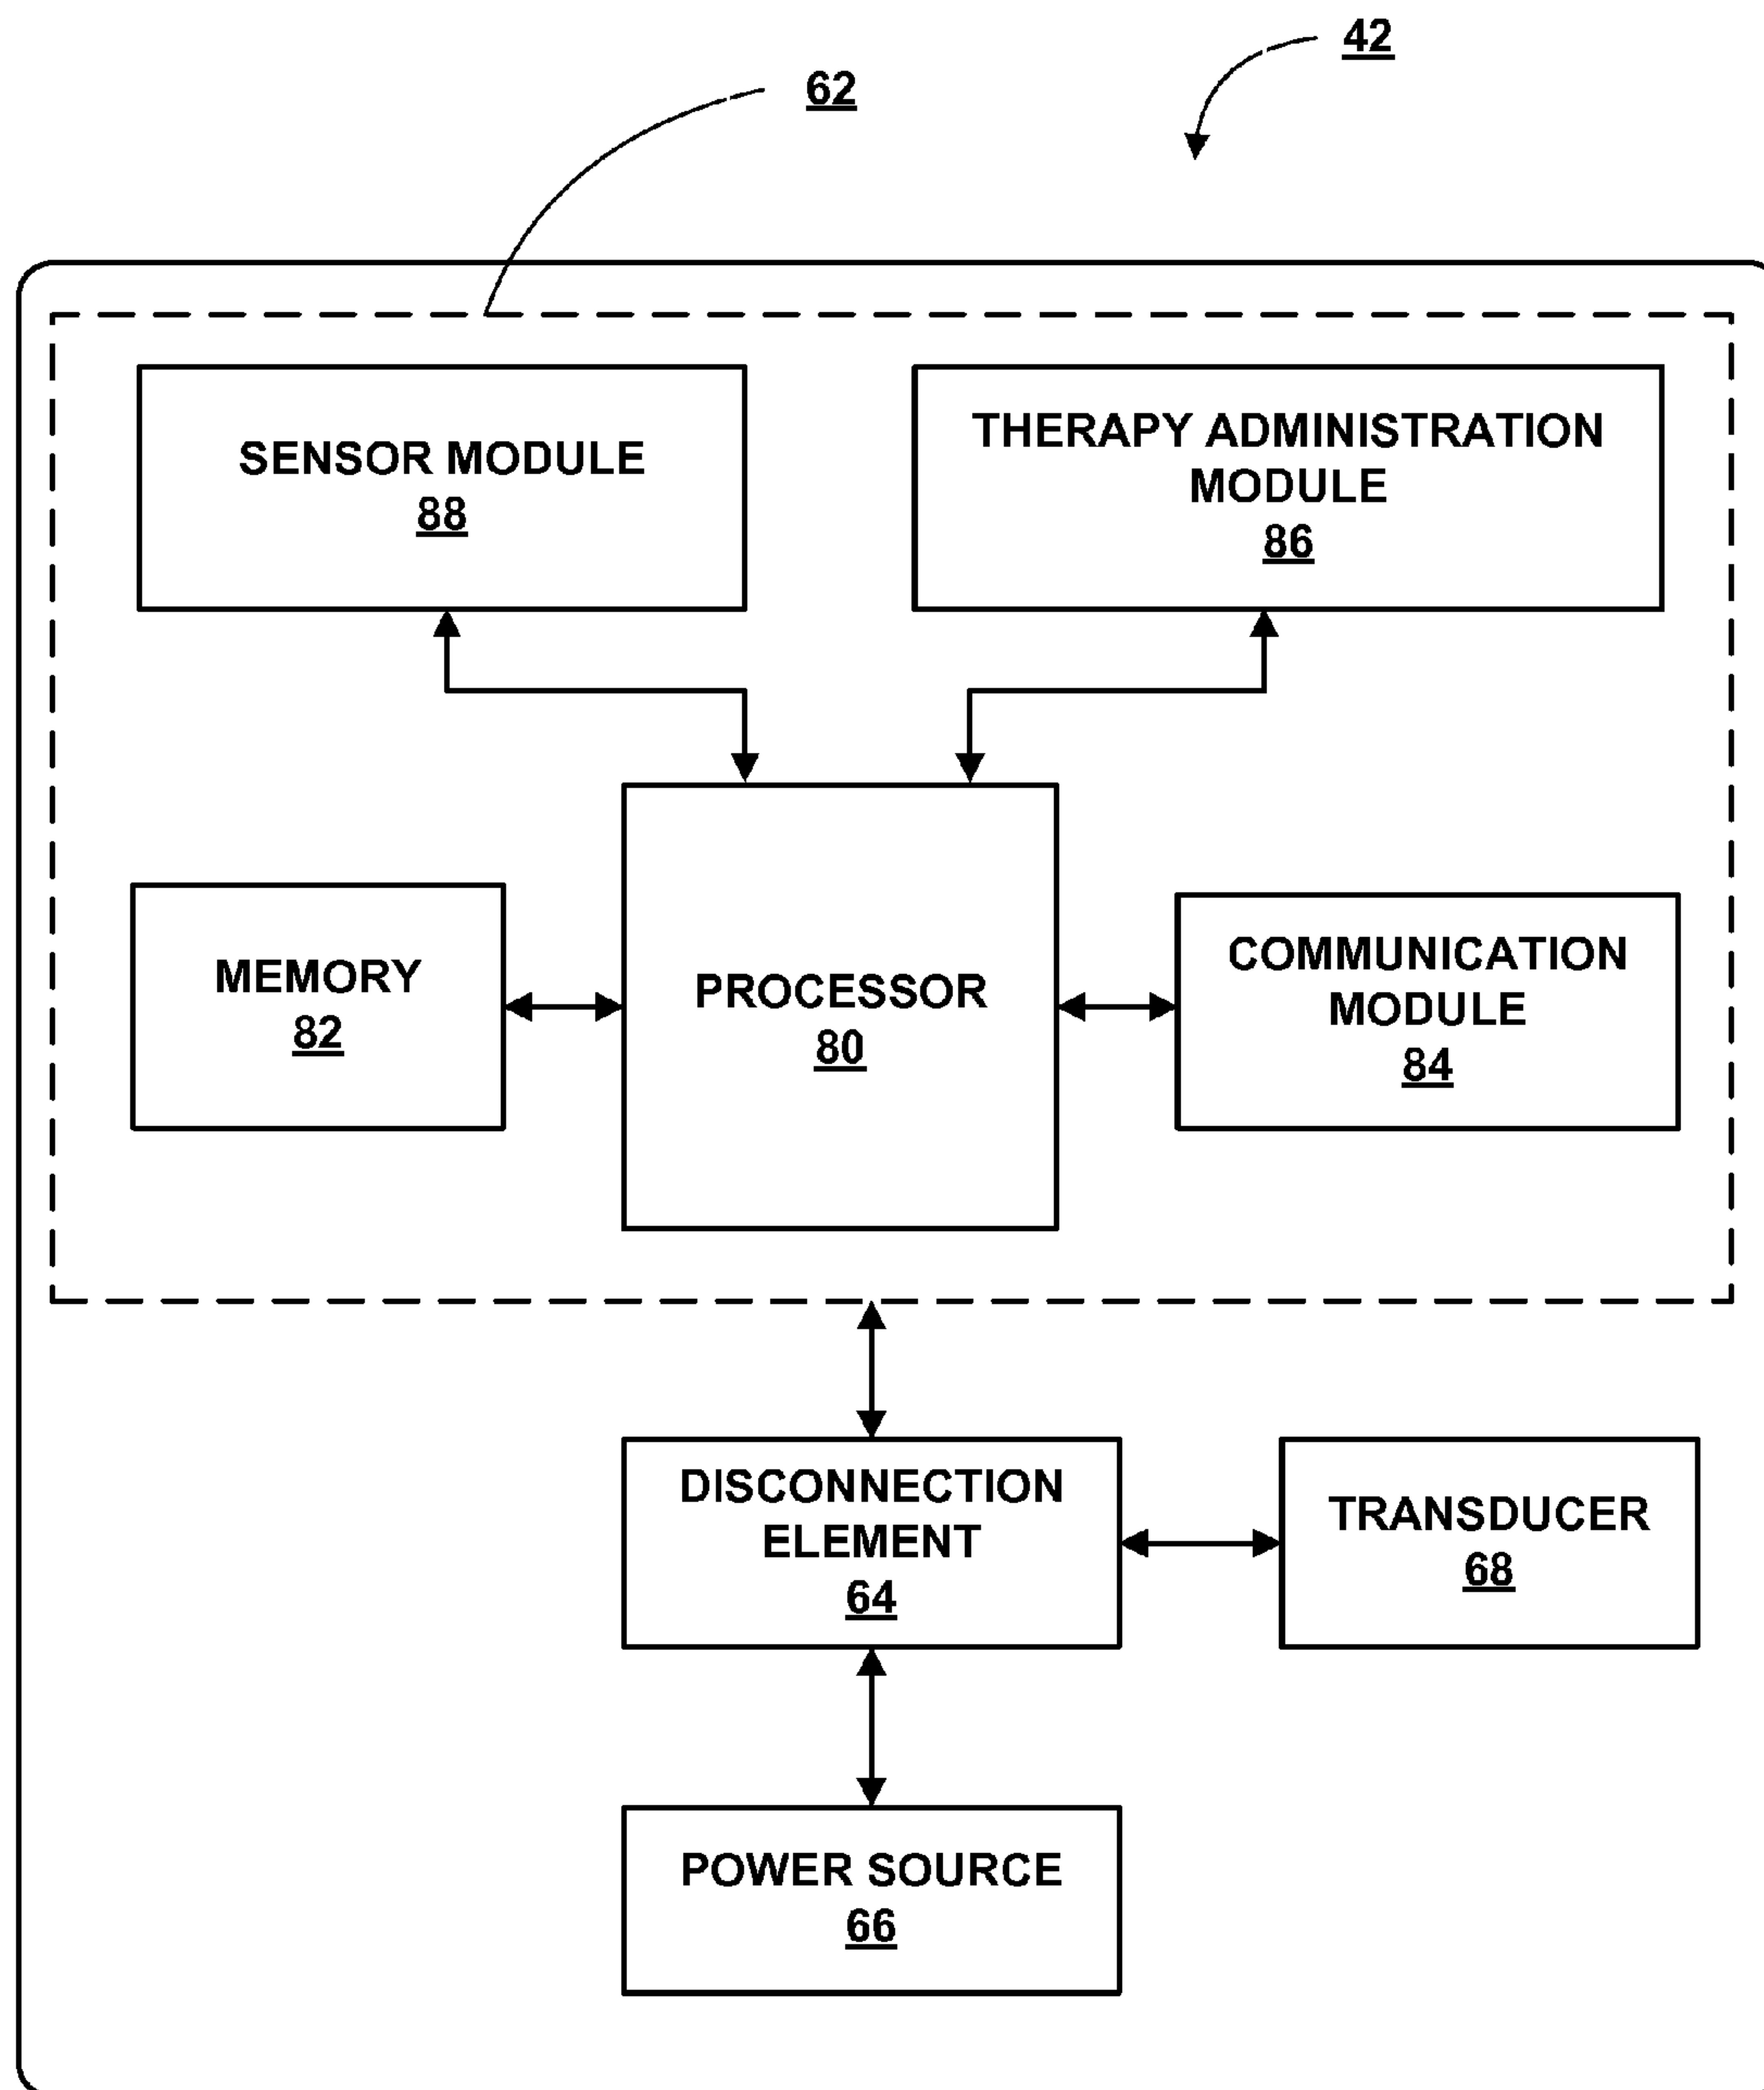 42
62
SENSOR MODULE
88
THERAPY ADMINISTRATION
MODULE
86
MEMORY
82
PROCESSOR
80
COMMUNICATION
MODULE
84
DISCONNECTION
ELEMENT
64
TRANSDUCER
68
POWER SOURCE
66